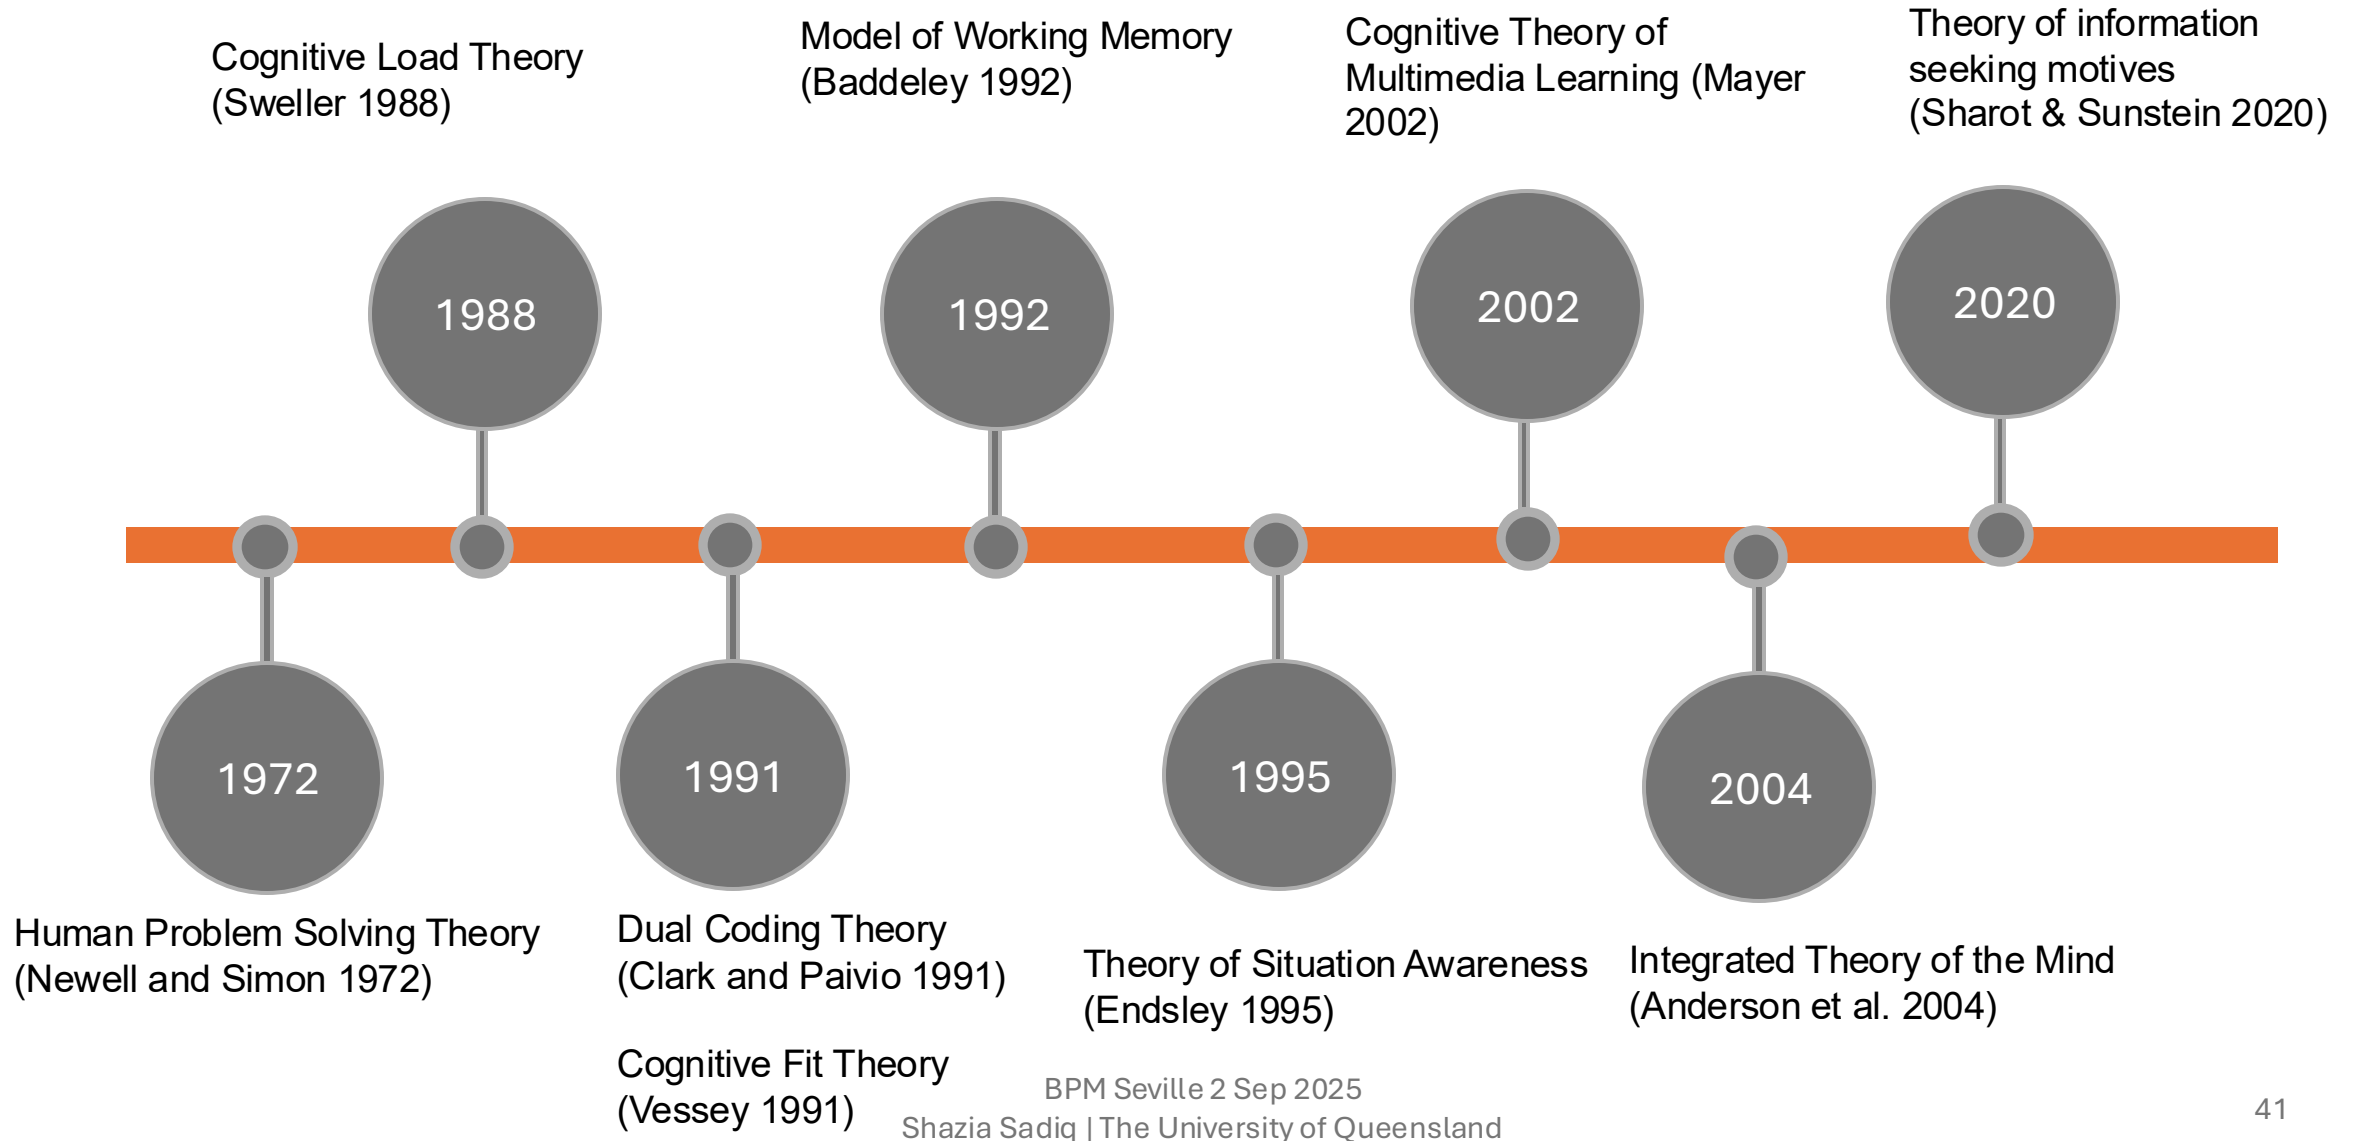 Cognitive Load Theory
(Sweller 1988)
Model of Working Memory
(Baddeley 1992)
Cognitive Theory of
Multimedia Learning (Mayer
2002)
Theory of information
seeking motives
(Sharot & Sunstein 2020)
1988
1992
2002
2020
1972
1991
1995
2004
Human Problem Solving Theory
(Newell and Simon 1972)
Dual Coding Theory
(Clark and Paivio 1991)
Cognitive Fit Theory
(Vessey 1991)
Theory of Situation Awareness
(Endsley 1995)
Integrated Theory of the Mind
(Anderson et al. 2004)
BPM Seville 2 Sep 2025
Shazia Sadiq | The University of Queensland
41